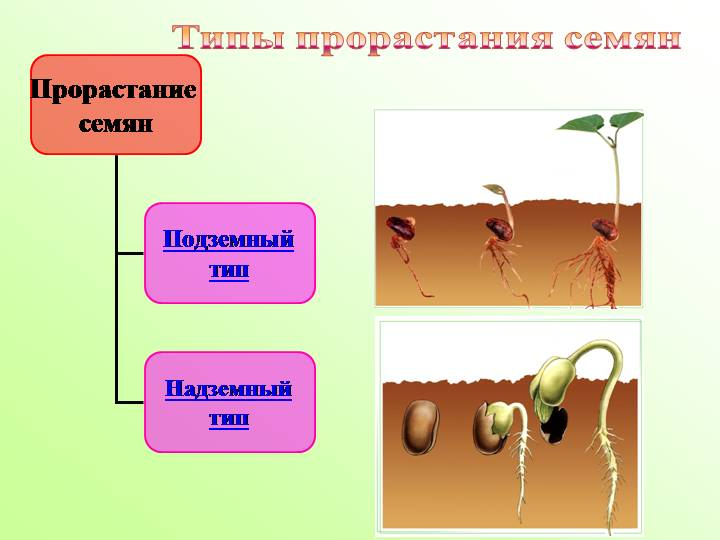 Типы прорастания семян
Прорастание
семян
Подземный
тип
Надземный
тип